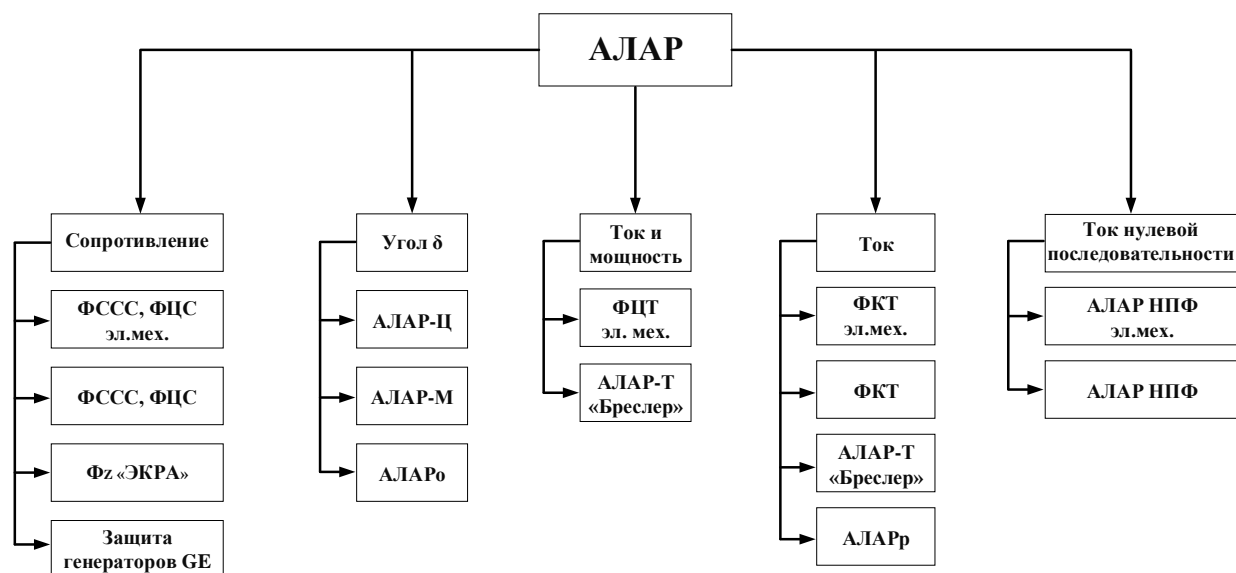 АЛАР
Сопротивление
ФССС, ФЦС
эл.мех.
ФССС, ФЦС
Фz «ЭКРА»
Защита
генераторов GE
Угол δ
АЛАР-Ц
АЛАР-М
АЛАРо
Ток и
мощность
ФЦТ
эл. мех.
АЛАР-Т
«Бреслер»
Ток
ФКТ
эл.мех.
ФКТ
АЛАР-Т
«Бреслер»
АЛАРр
Ток нулевой
последовательности
АЛАР НПФ
эл.мех.
АЛАР НПФ